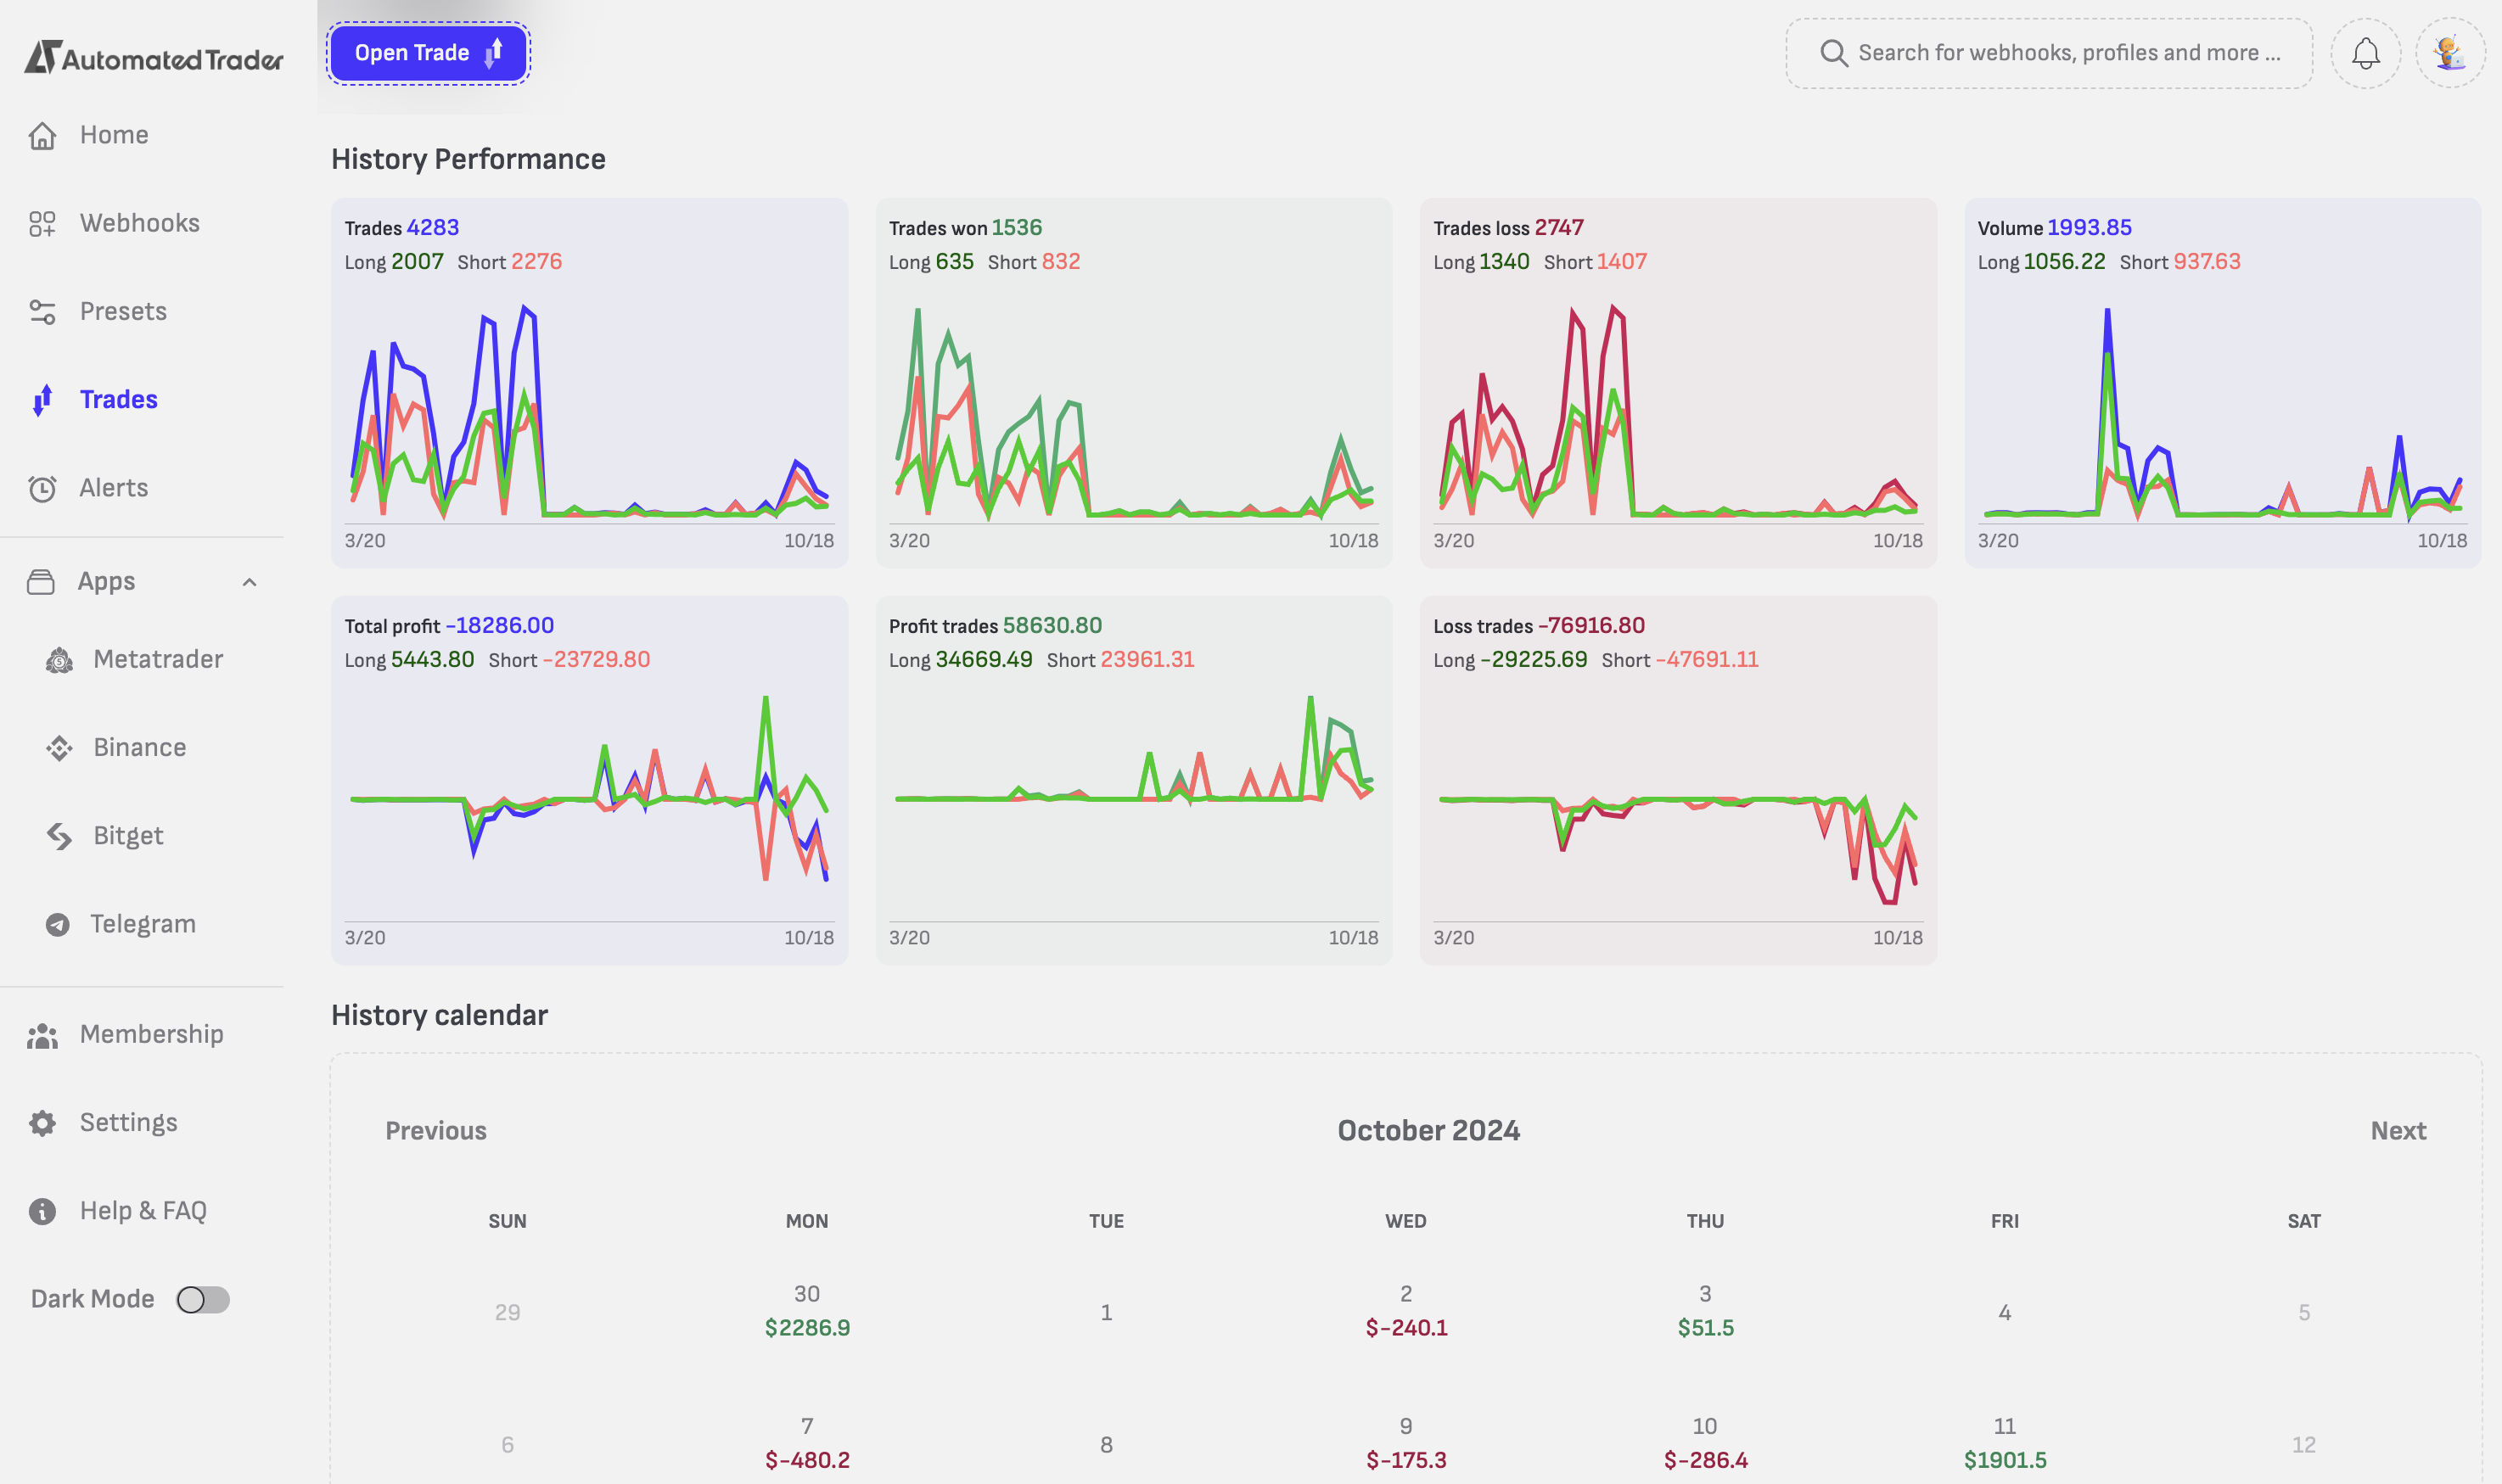 AutomatedTrader
Open Trade
Search for webhooks, profiles and more ...
Home
Webhooks
Presets
Trades
Alerts
Apps
Metatrader
Binance
Bitget
Telegram
Membership
Settings
Help & FAQ
Dark Mode
History Performance
Trades 4283
Long 2007 Short 2276
3/20 10/18
Trades won 1536
Long 635 Short 832
3/20 10/18
Trades loss 2747
Long 1340 Short 1407
3/20 10/18
Volume 1993.85
Long 1056.22 Short 937.63
3/20 10/18
Total profit -18286.00
Long 5443.80 Short -23729.80
3/20 10/18
Profit trades 58630.80
Long 34669.49 Short 23961.31
3/20 10/18
Loss trades -76916.80
Long -29225.69 Short -47691.11
3/20 10/18
History calendar
Previous October 2024 Next
SUN MON TUE WED THU FRI SAT
29 30 1 2 3 4 5
$2286.9 $-240.1 $51.5
6 7 8 9 10 11 12
$-480.2 $-175.3 $-286.4 $1901.5